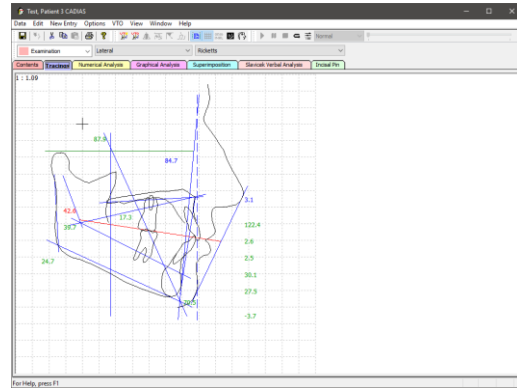 Test, Patient 3 CADIAS
Data Edit New Entry Options VTO View Window Help
Normal
Examination Lateral Ricketts
Contents Tracings Numerical Analysis Graphical Analysis Superimposition Slavicek Verbal Analysis Incisal Pin
1 : 1.09
87.9
84.7
3.1
42.6
17.3
122.4
38.7
2.6
24.7
2.5
30.1
27.5
-3.7
For Help, press F1